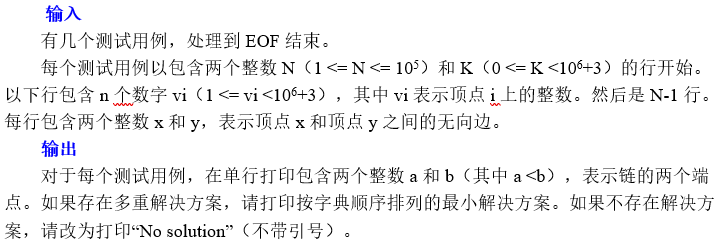 输入
有几个测试用例，处理到 EOF 结束。
每个测试用例以包含两个整数 N（1 <= N <= 10⁵）和 K（0 <= K <10⁶+3）的行开始。
以下行包含 n 个数字 vi（1 <= vi <10⁶+3），其中 vi 表示顶点 i 上的整数。然后是 N-1 行。
每行包含两个整数 x 和 y，表示顶点 x 和顶点 y 之间的无向边。
输出
对于每个测试用例，在单行打印包含两个整数 a 和 b（其中 a <b），表示链的两个端
点。如果存在多重解决方案，请打印按字典顺序排列的最小解决方案。如果不存在解决方
案，请改为打印“No solution”（不带引号）。